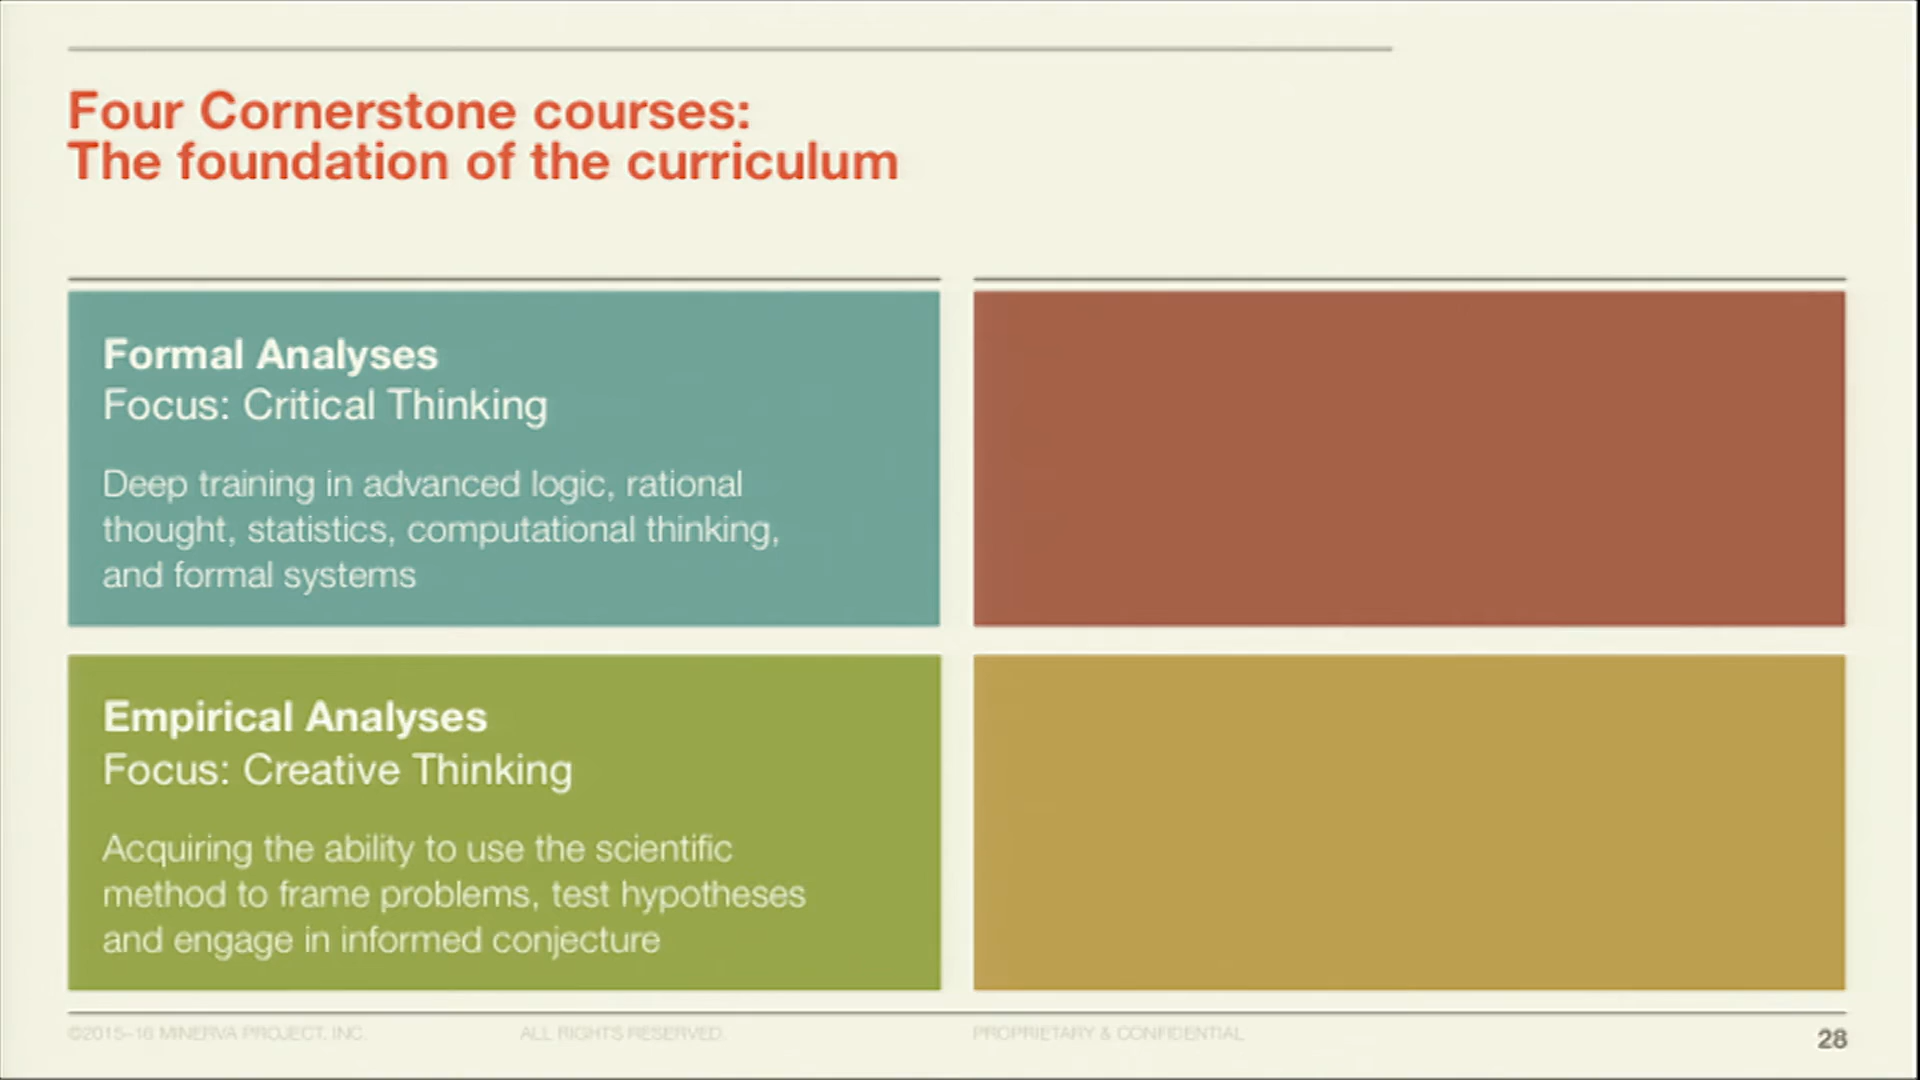 Four Cornerstone courses:
The foundation of the curriculum
Formal Analyses
Focus: Critical Thinking
Deep training in advanced logic, rational
thought, statistics, computational thinking,
and formal systems
Empirical Analyses
Focus: Creative Thinking
Acquiring the ability to use the scientific
method to frame problems, test hypotheses
and engage in informed conjecture
©2015–16 MINERVA PROJECT, INC. ALL RIGHTS RESERVED. PROPRIETARY & CONFIDENTIAL 28